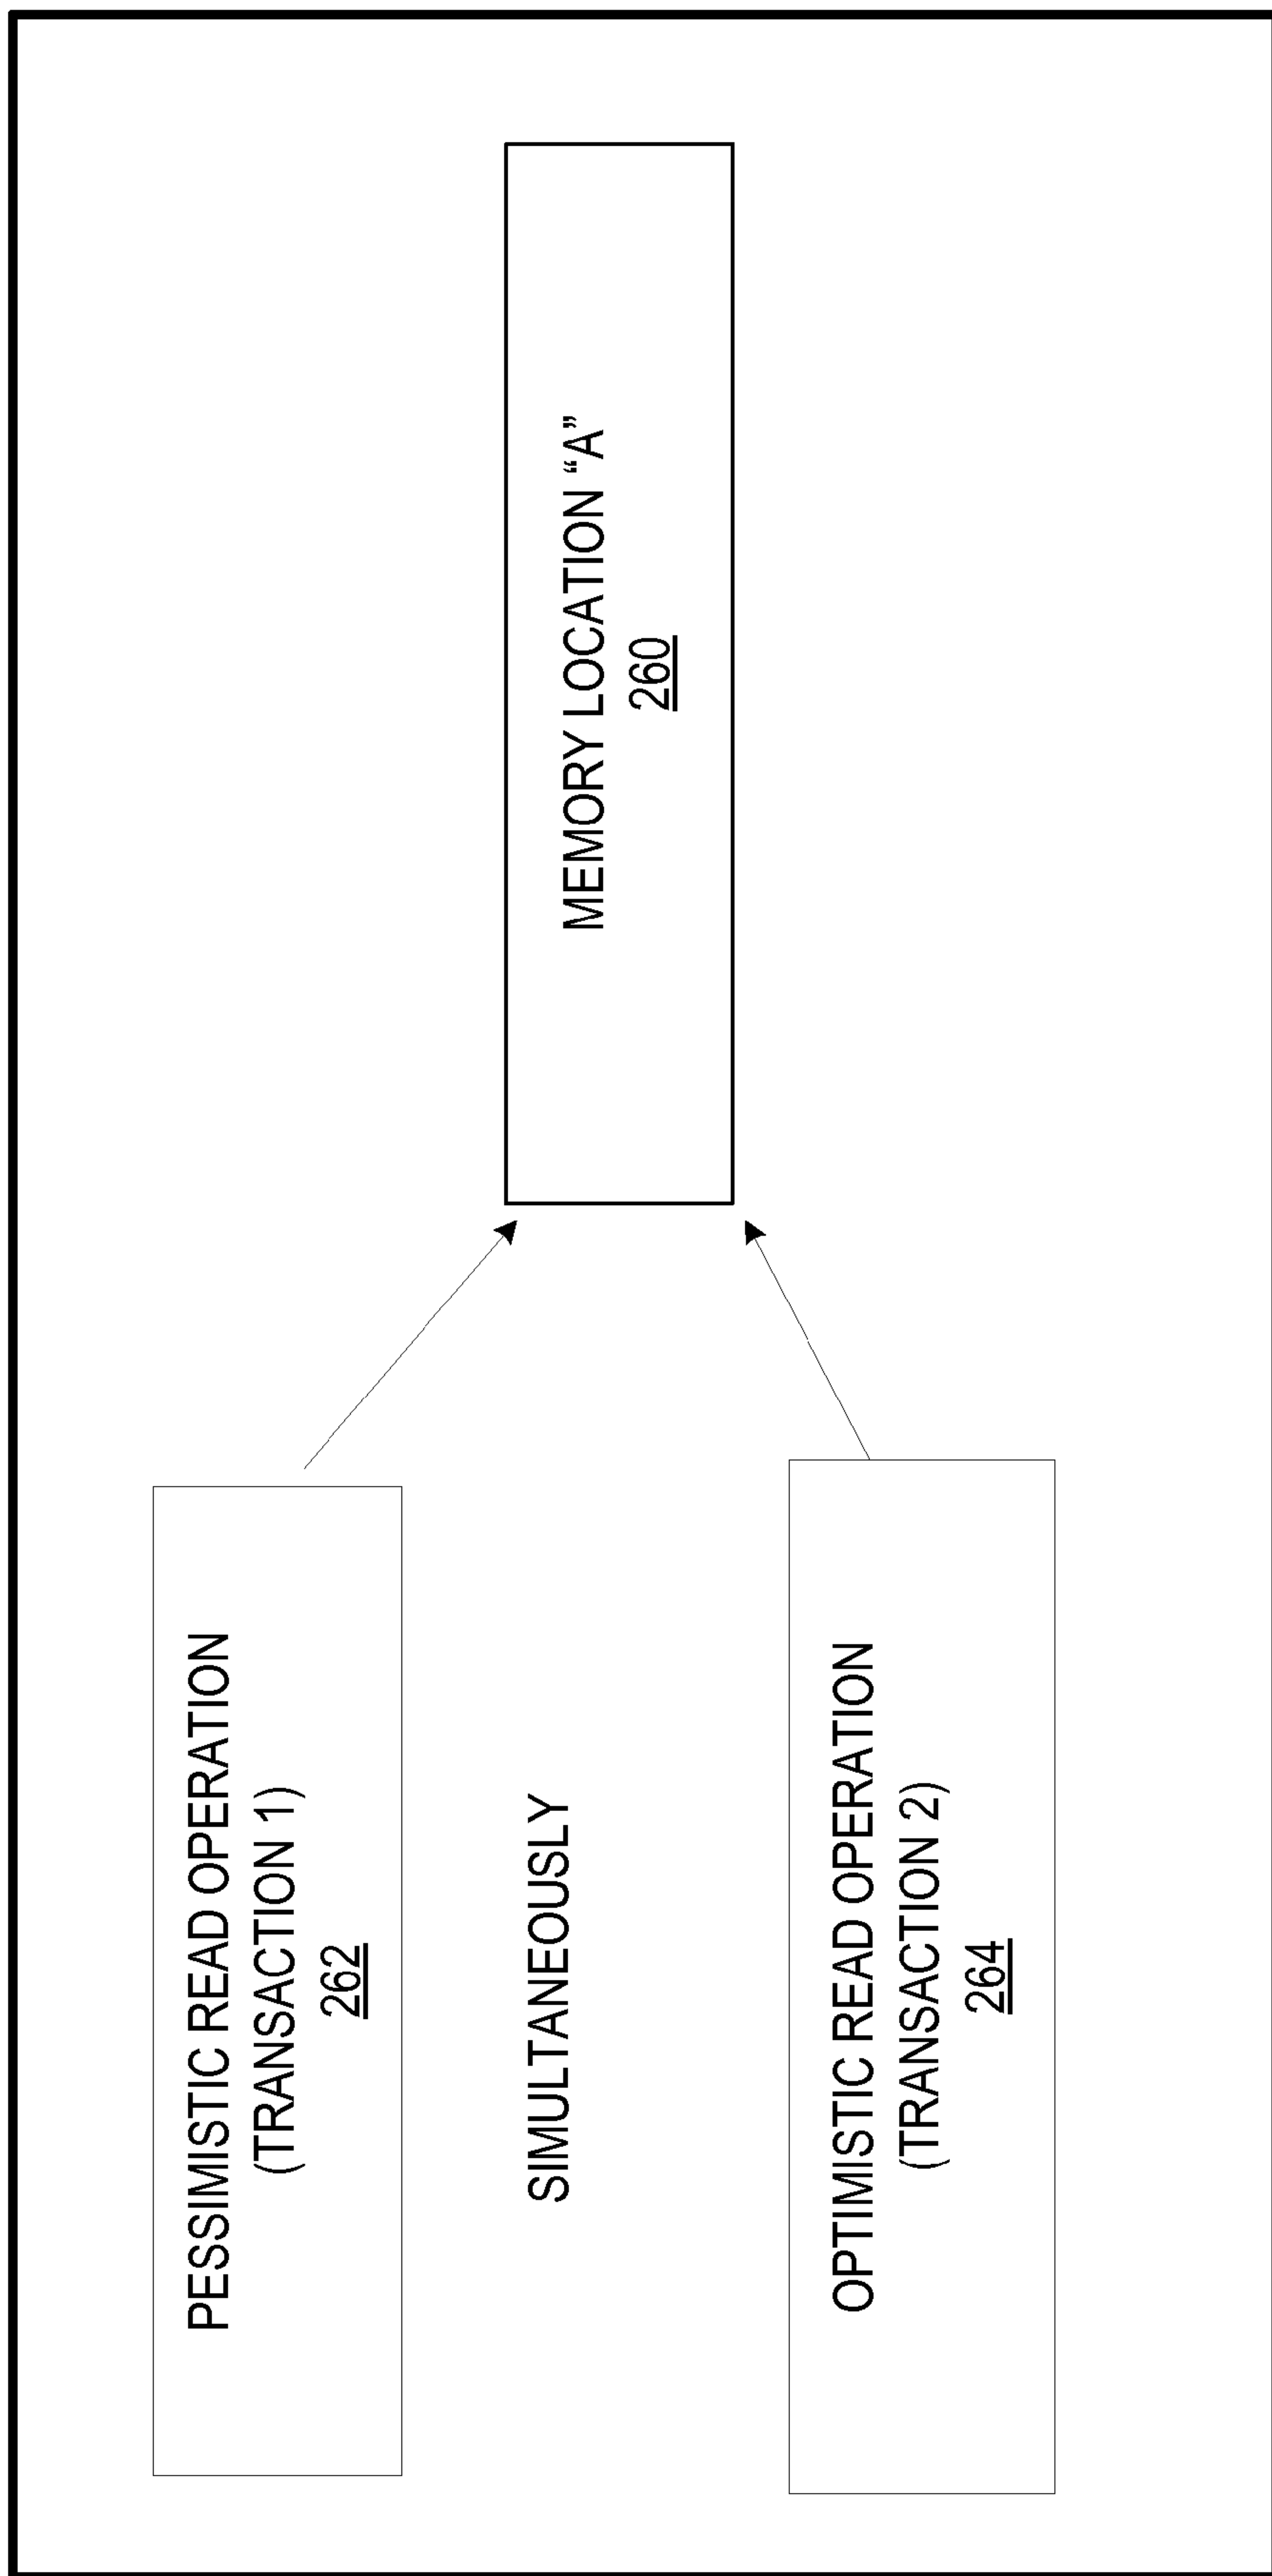 PESSIMISTIC READ OPERATION
(TRANSACTION 1)
262
SIMULTANEOUSLY
OPTIMISTIC READ OPERATION
(TRANSACTION 2)
264
MEMORY LOCATION “A”
260